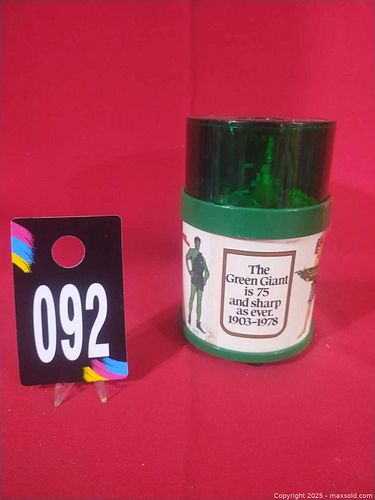 The
Green Giant
is 75
and sharp
as ever.
1903-1978
092
Copyright 2025 - maxsold.com